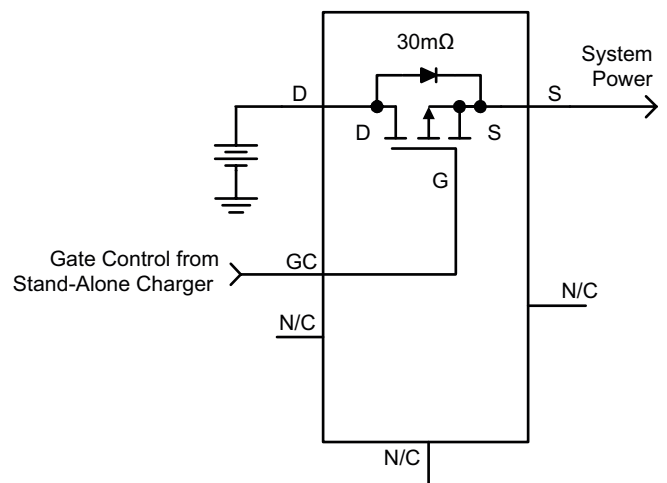 30mΩ
System
Power
D
S
D
S
G
Gate Control from
Stand-Alone Charger
GC
N/C
N/C
N/C